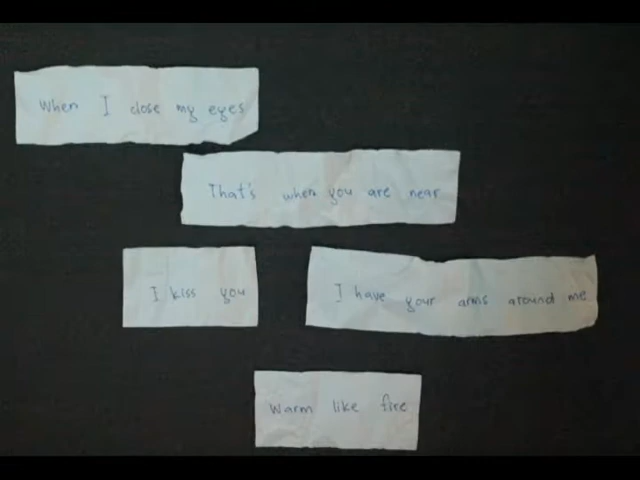 When I close my eyes
That's when you are near
I kiss you
I have your arms around me
Warm like fire